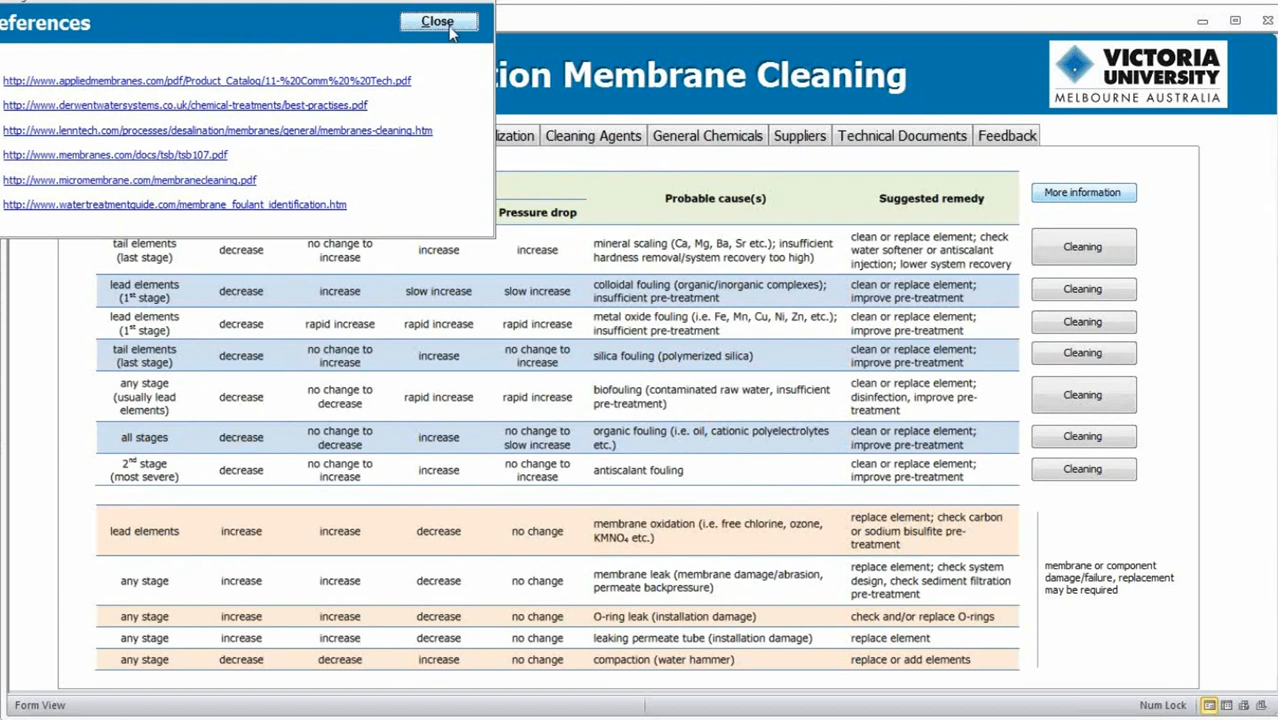 eferences
Close
http://www.appliedmembranes.com/pdf/Product_Catalog/11-%20Comm%20%20Tech.pdf
http://www.derwentwatersystems.co.uk/chemical-treatments/best-practises.pdf
http://www.lenntech.com/processes/desalination/membranes/general/membranes-cleaning.htm
http://www.membranes.com/docs/tsb/tsb107.pdf
http://www.micromembrane.com/membranecleaning.pdf
http://www.watertreatmentguide.com/membrane_foulant_identification.htm
ion Membrane Cleaning
VICTORIA
UNIVERSITY
MELBOURNE AUSTRALIA
lization Cleaning Agents General Chemicals Suppliers Technical Documents Feedback
Pressure drop Probable cause(s) Suggested remedy More information
tail elements
(last stage) decrease no change to
increase increase increase mineral scaling (Ca, Mg, Ba, Sr etc.); insufficient
hardness removal/system recovery too high) clean or replace element; check
water softener or antiscalant
injection; lower system recovery Cleaning
lead elements
(1st stage) decrease increase slow increase slow increase colloidal fouling (organic/inorganic complexes);
insufficient pre-treatment clean or replace element;
improve pre-treatment Cleaning
lead elements
(1st stage) decrease rapid increase rapid increase rapid increase metal oxide fouling (i.e. Fe, Mn, Cu, Ni, Zn, etc.);
insufficient pre-treatment clean or replace element;
improve pre-treatment Cleaning
tail elements
(last stage) decrease no change to
increase increase no change to
increase silica fouling (polymerized silica) clean or replace element;
improve pre-treatment Cleaning
any stage
(usually lead
elements) decrease no change to
decrease rapid increase rapid increase biofouling (contaminated raw water, insufficient
pre-treatment) clean or replace element;
disinfection, improve pre-
treatment Cleaning
all stages decrease no change to
decrease increase no change to
slow increase organic fouling (i.e. oil, cationic polyelectrolytes
etc.) clean or replace element;
improve pre-treatment Cleaning
2nd stage
(most severe) decrease no change to
increase increase no change to
increase antiscalant fouling clean or replace element;
improve pre-treatment Cleaning
lead elements increase increase decrease no change membrane oxidation (i.e. free chlorine, ozone,
KMNO₄ etc.) replace element; check carbon
or sodium bisulfite pre-
treatment
any stage increase increase decrease no change membrane leak (membrane damage/abrasion,
permeate backpressure) replace element; check system
design, check sediment filtration
pre-treatment
membrane or component
damage/failure, replacement
may be required
any stage increase increase decrease no change O-ring leak (installation damage) check and/or replace O-rings
any stage increase increase decrease no change leaking permeate tube (installation damage) replace element
any stage decrease decrease increase no change compaction (water hammer) replace or add elements
Form View Num Lock